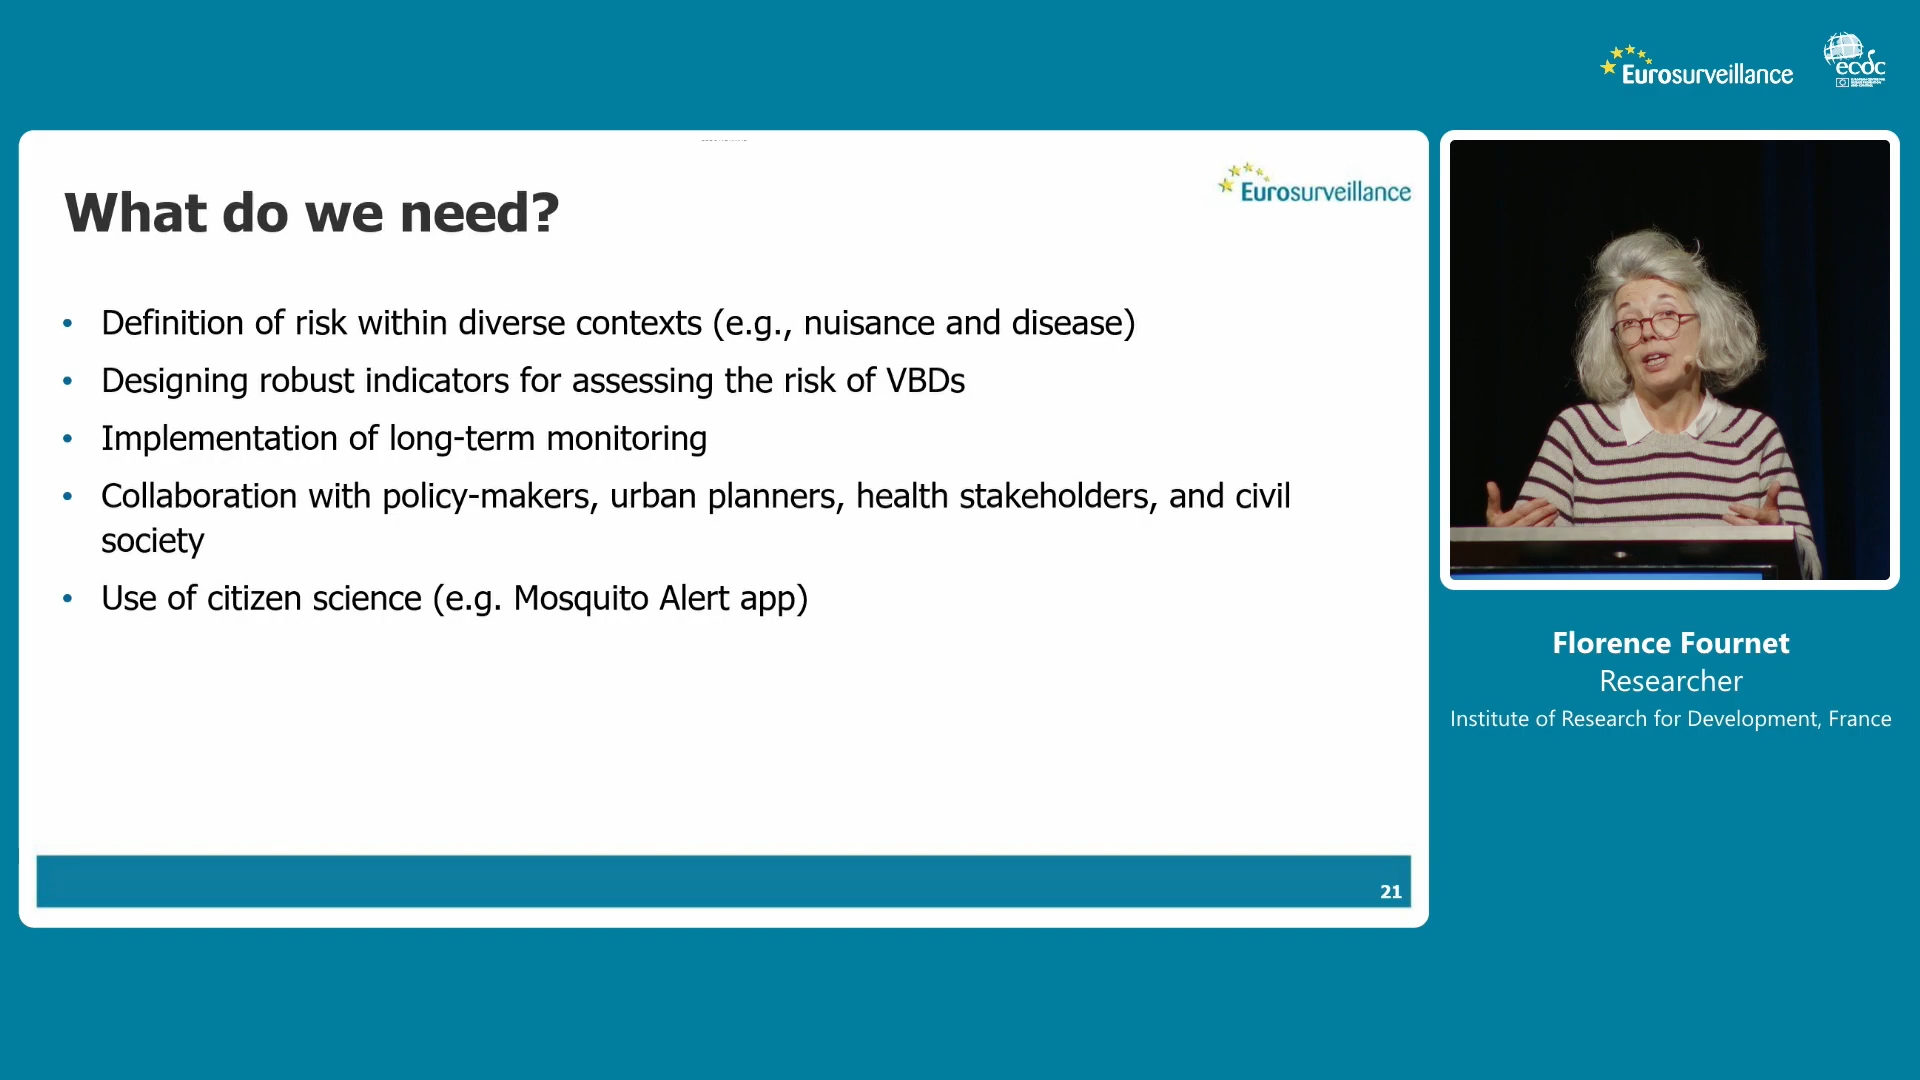 Eurosurveillance
ecdc
Eurosurveillance
What do we need?
• Definition of risk within diverse contexts (e.g., nuisance and disease)
• Designing robust indicators for assessing the risk of VBDs
• Implementation of long-term monitoring
• Collaboration with policy-makers, urban planners, health stakeholders, and civil
society
• Use of citizen science (e.g. Mosquito Alert app)
21
Florence Fournet
Researcher
Institute of Research for Development, France